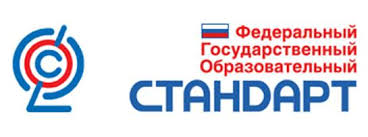 Федеральный
Государственный
Образовательный
СТАНДАРТ